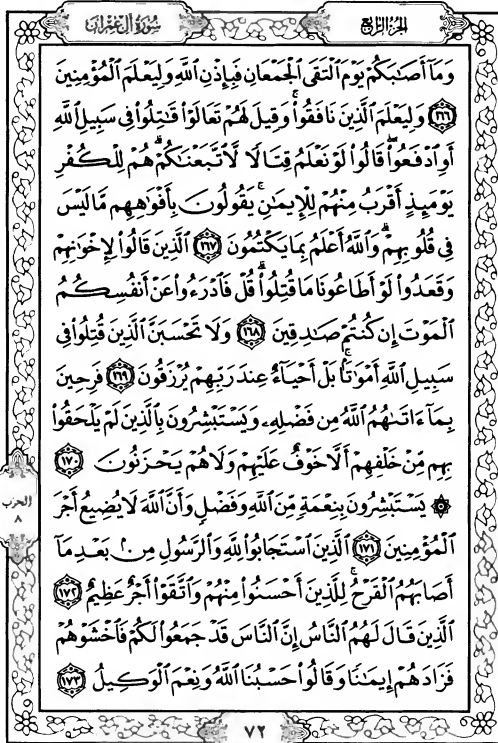 الجزء الرابع
سورة آل عمران
وَمَآ أَصَٰبَكُمۡ يَوۡمَ ٱلۡتَقَى ٱلۡجَمۡعَانِ فَبِإِذۡنِ ٱللَّهِ وَلِيَعۡلَمَ ٱلۡمُؤۡمِنِينَ
١٦٦ وَلِيَعۡلَمَ ٱلَّذِينَ نَافَقُواْۚ وَقِيلَ لَهُمۡ تَعَالَوۡاْ قَٰتِلُواْ فِي سَبِيلِ ٱللَّهِ
أَوِ ٱدۡفَعُواْۖ قَالُواْ لَوۡ نَعۡلَمُ قِتَالٗا لَّٱتَّبَعۡنَٰكُمۡۗ هُمۡ لِلۡكُفۡرِ
يَوۡمَئِذٍ أَقۡرَبُ مِنۡهُمۡ لِلۡإِيمَٰنِۚ يَقُولُونَ بِأَفۡوَٰهِهِم مَّا لَيۡسَ
فِي قُلُوبِهِمۡۗ وَٱللَّهُ أَعۡلَمُ بِمَا يَكۡتُمُونَ ١٦٧ ٱلَّذِينَ قَالُواْ لِإِخۡوَٰنِهِمۡ
وَقَعَدُواْ لَوۡ أَطَاعُونَا مَا قُتِلُواْۗ قُلۡ فَٱدۡرَءُواْ عَنۡ أَنفُسِكُمُ
ٱلۡمَوۡتَ إِن كُنتُمۡ صَٰدِقِينَ ١٦٨ وَلَا تَحۡسَبَنَّ ٱلَّذِينَ قُتِلُواْ فِي
سَبِيلِ ٱللَّهِ أَمۡوَٰتَۢاۚ بَلۡ أَحۡيَآءٌ عِندَ رَبِّهِمۡ يُرۡزَقُونَ ١٦٩ فَرِحِينَ
بِمَآ ءَاتَىٰهُمُ ٱللَّهُ مِن فَضۡلِهِۦ وَيَسۡتَبۡشِرُونَ بِٱلَّذِينَ لَمۡ يَلۡحَقُواْ
بِهِم مِّنۡ خَلۡفِهِمۡ أَلَّا خَوۡفٌ عَلَيۡهِمۡ وَلَا هُمۡ يَحۡزَنُونَ ١٧٠
۞ يَسۡتَبۡشِرُونَ بِنِعۡمَةٖ مِّنَ ٱللَّهِ وَفَضۡلٖ وَأَنَّ ٱللَّهَ لَا يُضِيعُ أَجۡرَ
ٱلۡمُؤۡمِنِينَ ١٧١ ٱلَّذِينَ ٱسۡتَجَابُواْ لِلَّهِ وَٱلرَّسُولِ مِنۢ بَعۡدِ مَآ
أَصَابَهُمُ ٱلۡقَرۡحُۚ لِلَّذِينَ أَحۡسَنُواْ مِنۡهُمۡ وَٱتَّقَوۡاْ أَجۡرٌ عَظِيمٌ ١٧٢
ٱلَّذِينَ قَالَ لَهُمُ ٱلنَّاسُ إِنَّ ٱلنَّاسَ قَدۡ جَمَعُواْ لَكُمۡ فَٱخۡشَوۡهُمۡ
فَزَادَهُمۡ إِيمَٰنٗا وَقَالُواْ حَسۡبُنَا ٱللَّهُ وَنِعۡمَ ٱلۡوَكِيلُ ١٧٣
الحزب
٨
٧٢